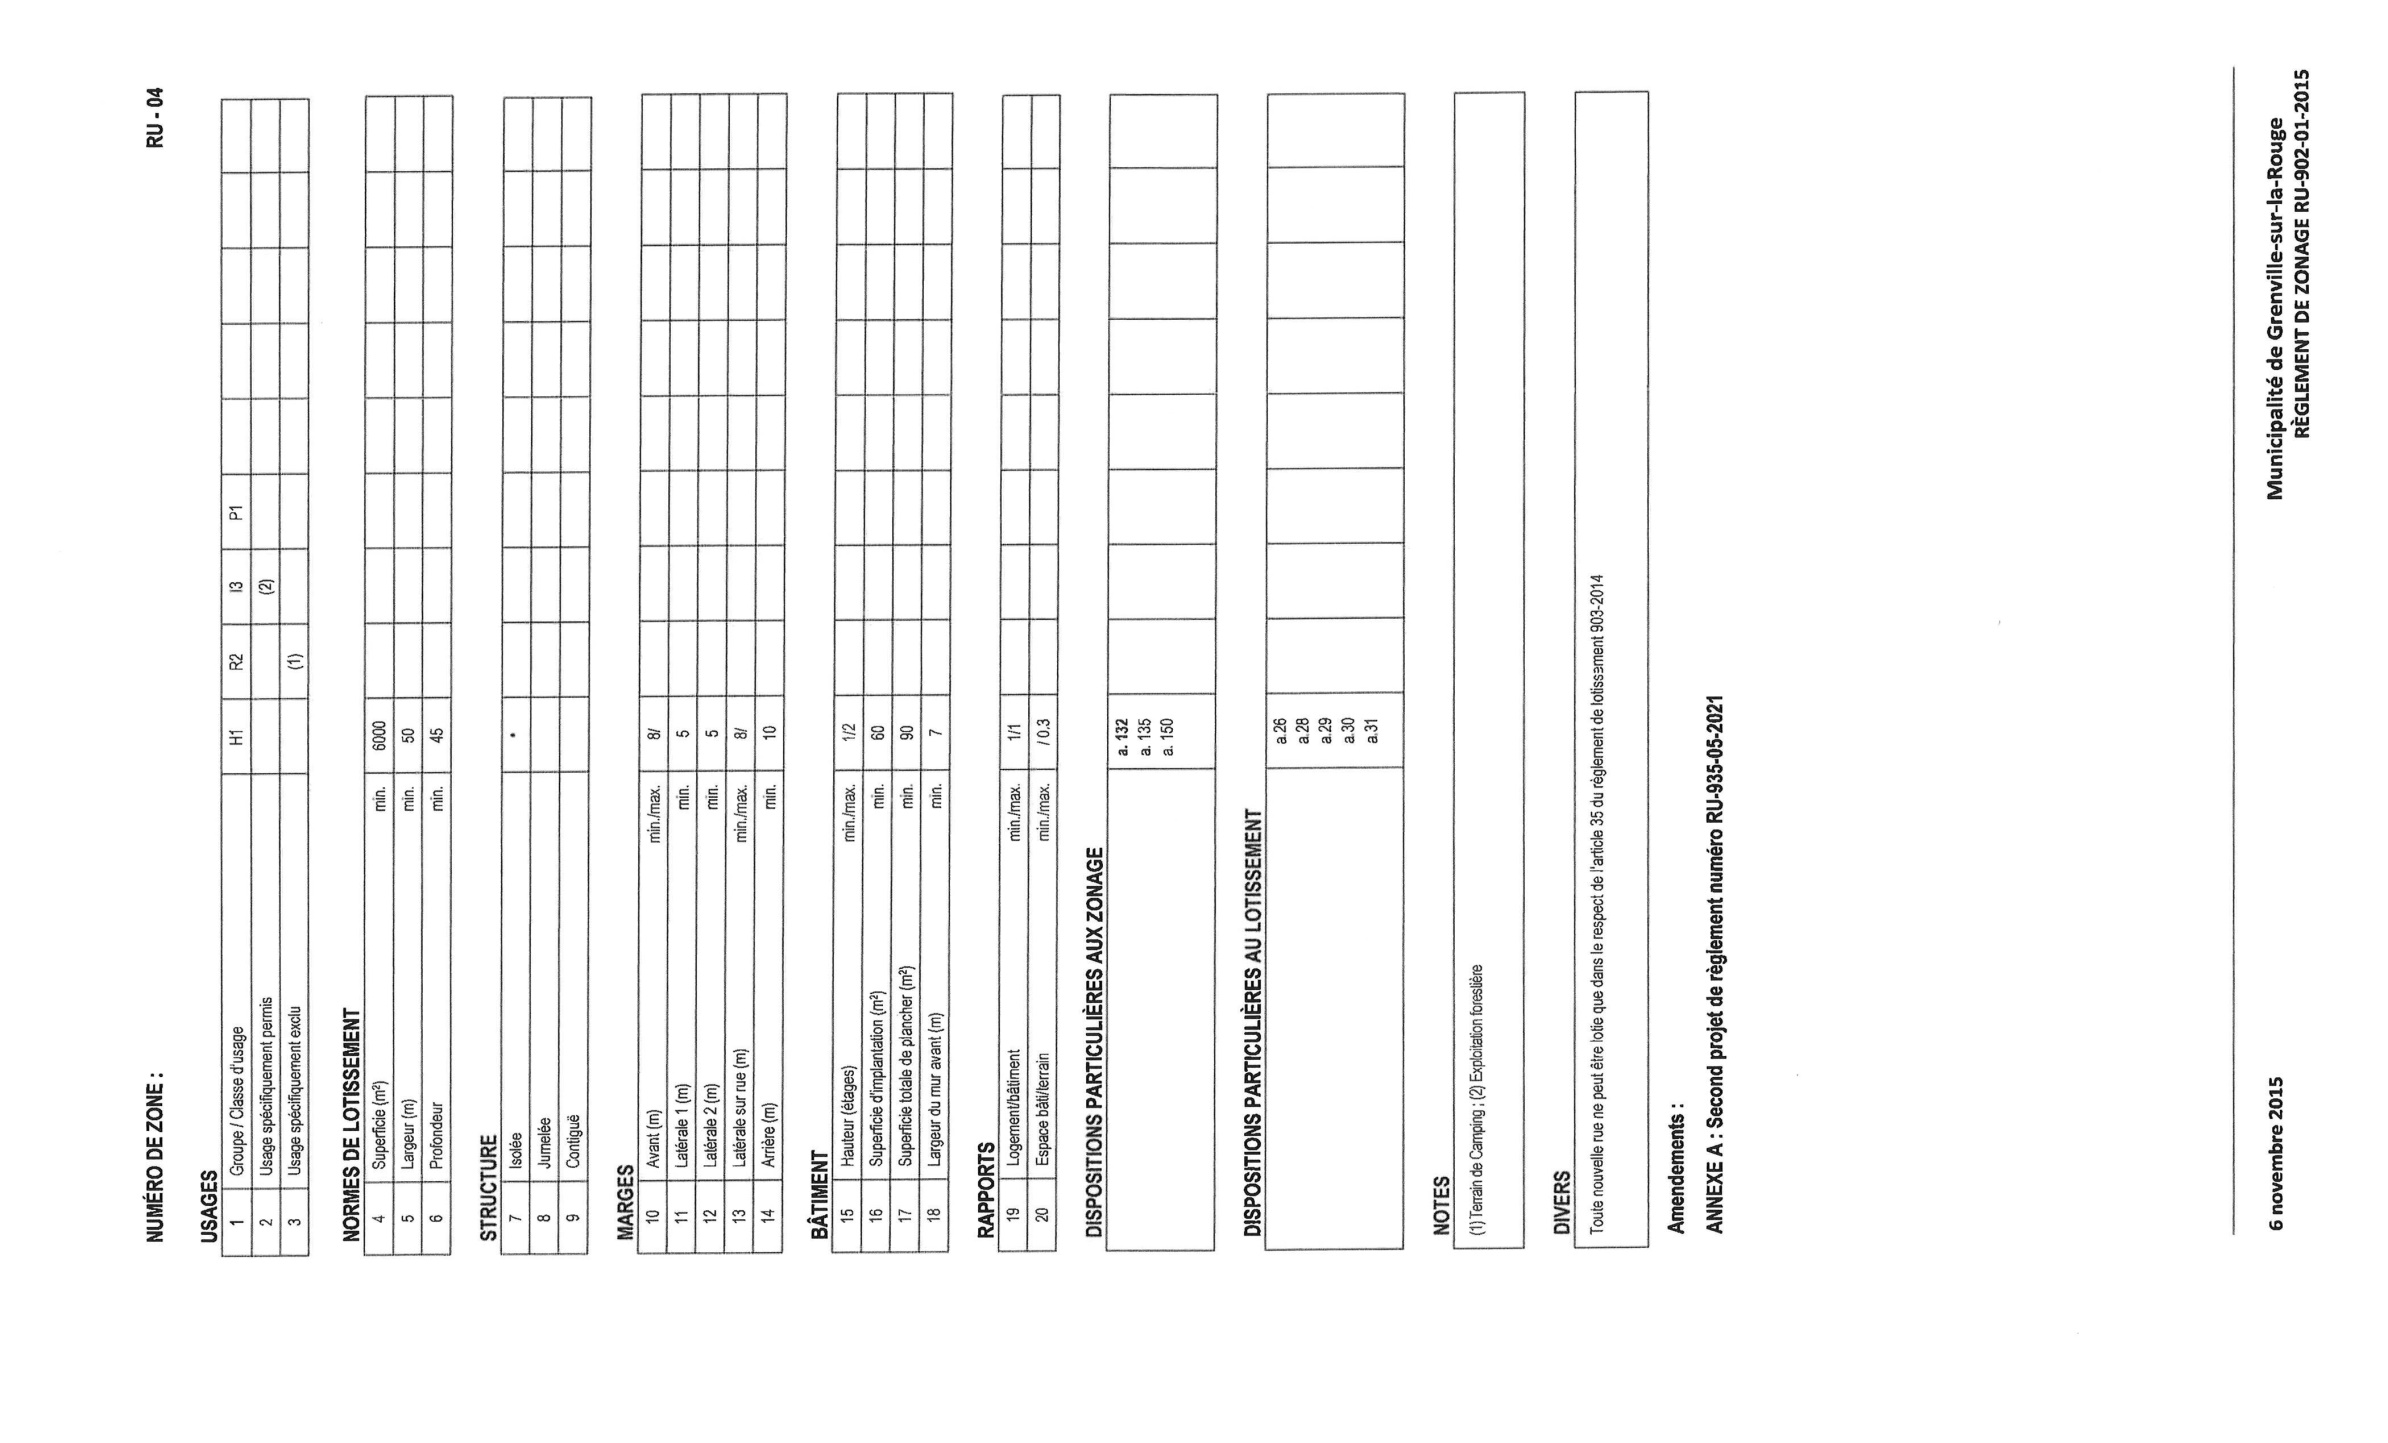 NUMÉRO DE ZONE : RU - 04
USAGES
1 Groupe / Classe d'usage H1 R2 I3 P1
2 Usage spécifiquement permis (2)
3 Usage spécifiquement exclu (1)
NORMES DE LOTISSEMENT
4 Superficie (m²) min. 6000
5 Largeur (m) min. 50
6 Profondeur min. 45
STRUCTURE
7 Isolée *
8 Jumelée
9 Contiguë
MARGES
10 Avant (m) min./max. 8/
11 Latérale 1 (m) min. 5
12 Latérale 2 (m) min. 5
13 Latérale sur rue (m) min./max. 8/
14 Arrière (m) min. 10
BÂTIMENT
15 Hauteur (étages) min./max. 1/2
16 Superficie d'implantation (m²) min. 60
17 Superficie totale de plancher (m²) min. 90
18 Largeur du mur avant (m) min. 7
RAPPORTS
19 Logement/bâtiment min./max. 1/1
20 Espace bâti/terrain min./max. / 0.3
DISPOSITIONS PARTICULIÈRES AUX ZONAGE
a. 132
a. 135
a. 150
DISPOSITIONS PARTICULIÈRES AU LOTISSEMENT
a.26
a.28
a.29
a.30
a.31
NOTES
(1) Terrain de Camping ; (2) Exploitation forestière
DIVERS
Toute nouvelle rue ne peut être lotie que dans le respect de l'article 35 du règlement de lotissement 903-2014
Amendements :
ANNEXE A : Second projet de règlement numéro RU-935-05-2021
6 novembre 2015 Municipalité de Grenville-sur-la-Rouge
RÈGLEMENT DE ZONAGE RU-902-01-2015